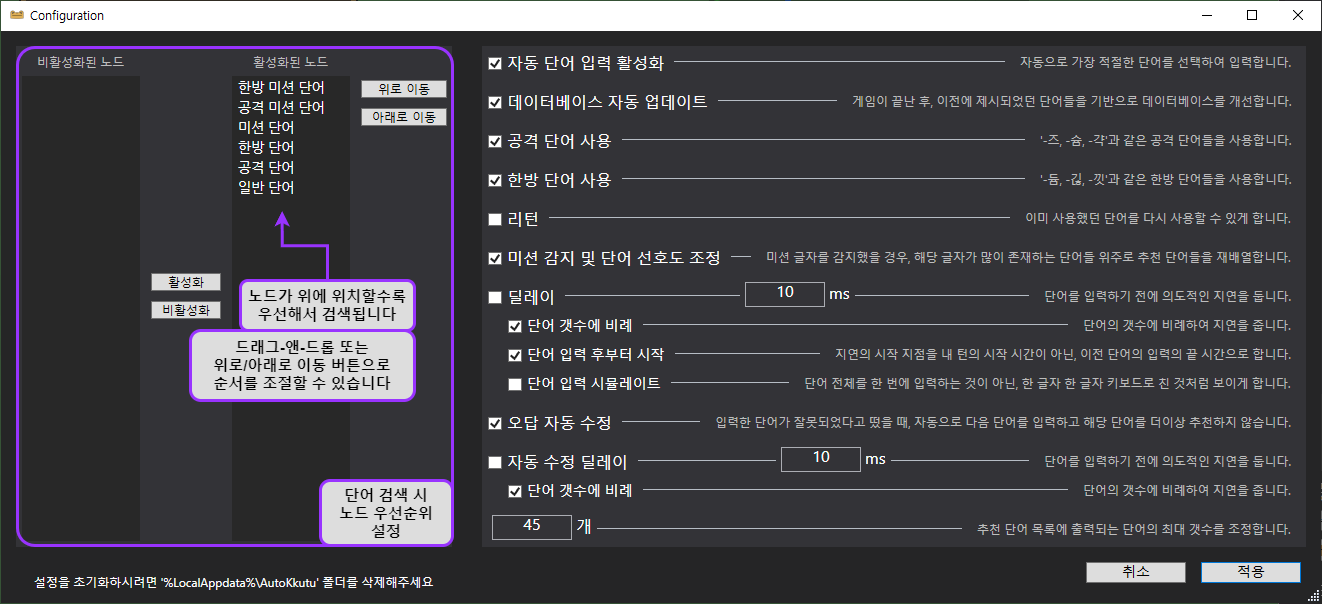 Configuration
비활성화된 노드
활성화된 노드
한방 미션 단어
공격 미션 단어
미션 단어
한방 단어
공격 단어
일반 단어
위로 이동
아래로 이동
활성화
비활성화
노드가 위에 위치할수록
우선해서 검색됩니다
드래그-앤-드롭 또는
위로/아래로 이동 버튼으로
순서를 조절할 수 있습니다
단어 검색 시
노드 우선순위
설정
설정을 초기화하시려면 '%LocalAppdata%\AutoKkutu' 폴더를 삭제해주세요
자동 단어 입력 활성화 자동으로 가장 적절한 단어를 선택하여 입력합니다.
데이터베이스 자동 업데이트 게임이 끝난 후, 이전에 제시되었던 단어들을 기반으로 데이터베이스를 개선합니다.
공격 단어 사용 '-즈, -슘, -갹'과 같은 공격 단어들을 사용합니다.
한방 단어 사용 '-듐, -긶, -낏'과 같은 한방 단어들을 사용합니다.
리턴 이미 사용했던 단어를 다시 사용할 수 있게 합니다.
미션 감지 및 단어 선호도 조정 미션 글자를 감지했을 경우, 해당 글자가 많이 존재하는 단어들 위주로 추천 단어들을 재배열합니다.
딜레이 10 ms 단어를 입력하기 전에 의도적인 지연을 둡니다.
단어 갯수에 비례 단어의 갯수에 비례하여 지연을 줍니다.
단어 입력 후부터 시작 지연의 시작 지점을 내 턴의 시작 시간이 아닌, 이전 단어의 입력의 끝 시간으로 합니다.
단어 입력 시뮬레이트 단어 전체를 한 번에 입력하는 것이 아닌, 한 글자 한 글자 키보드로 친 것처럼 보이게 합니다.
오답 자동 수정 입력한 단어가 잘못되었다고 떴을 때, 자동으로 다음 단어를 입력하고 해당 단어를 더이상 추천하지 않습니다.
자동 수정 딜레이 10 ms 단어를 입력하기 전에 의도적인 지연을 둡니다.
단어 갯수에 비례 단어의 갯수에 비례하여 지연을 줍니다.
45 개 추천 단어 목록에 출력되는 단어의 최대 갯수를 조정합니다.
취소
적용